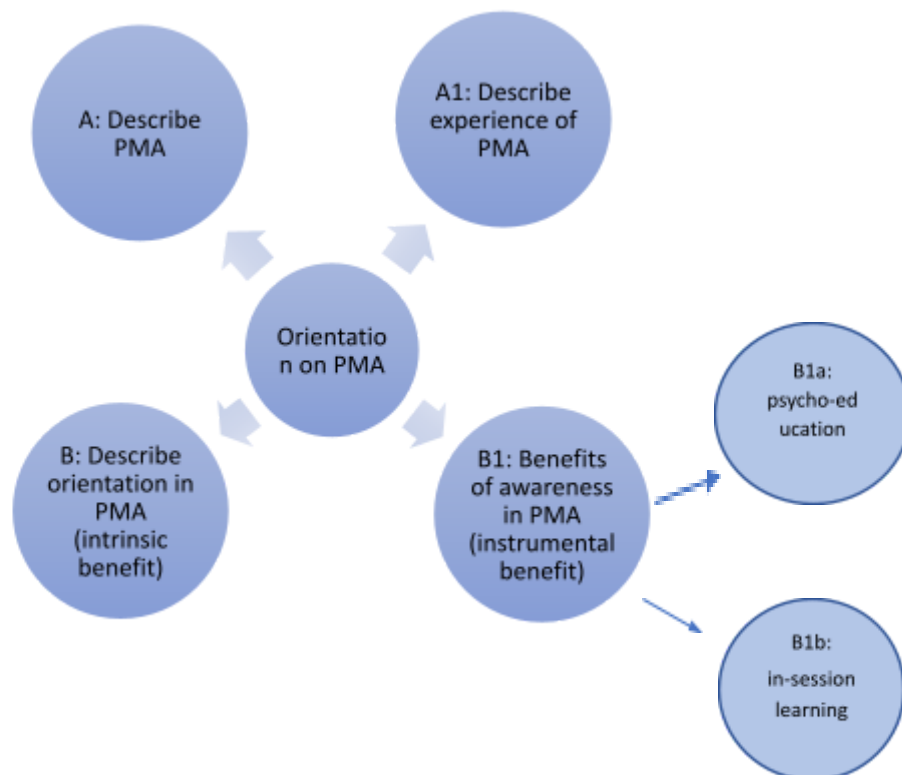 A: Describe
PMA
A1: Describe
experience of
PMA
Orientatio
n on PMA
B: Describe
orientation in
PMA
(intrinsic
benefit)
B1: Benefits
of awareness
in PMA
(instrumental
benefit)
B1a:
psycho-ed
ucation
B1b:
in-session
learning